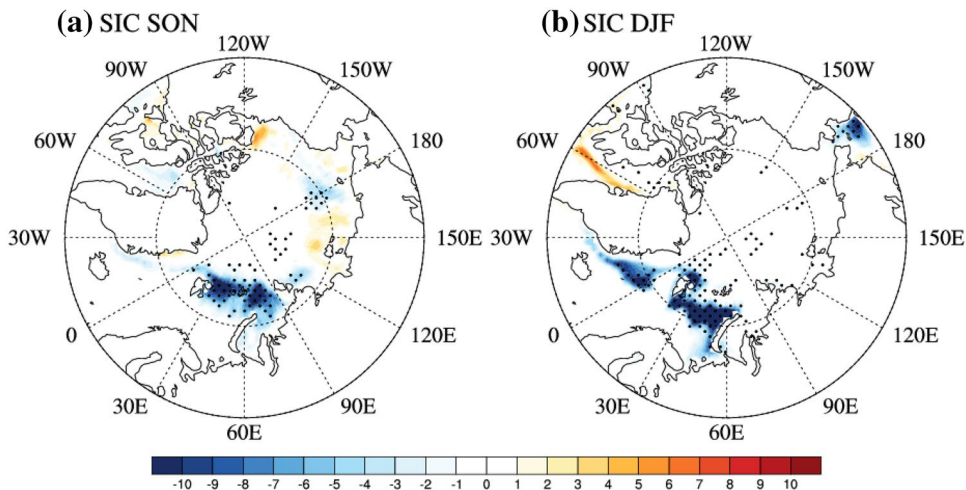 (a) SIC SON
(b) SIC DJF
120W 120W
90W 150W 90W 150W
60W 180 60W 180
30W 150E 30W 150E
0 120E 0 120E
30E 90E 30E 90E
60E 60E
-10 -9 -8 -7 -6 -5 -4 -3 -2 -1 0 1 2 3 4 5 6 7 8 9 10